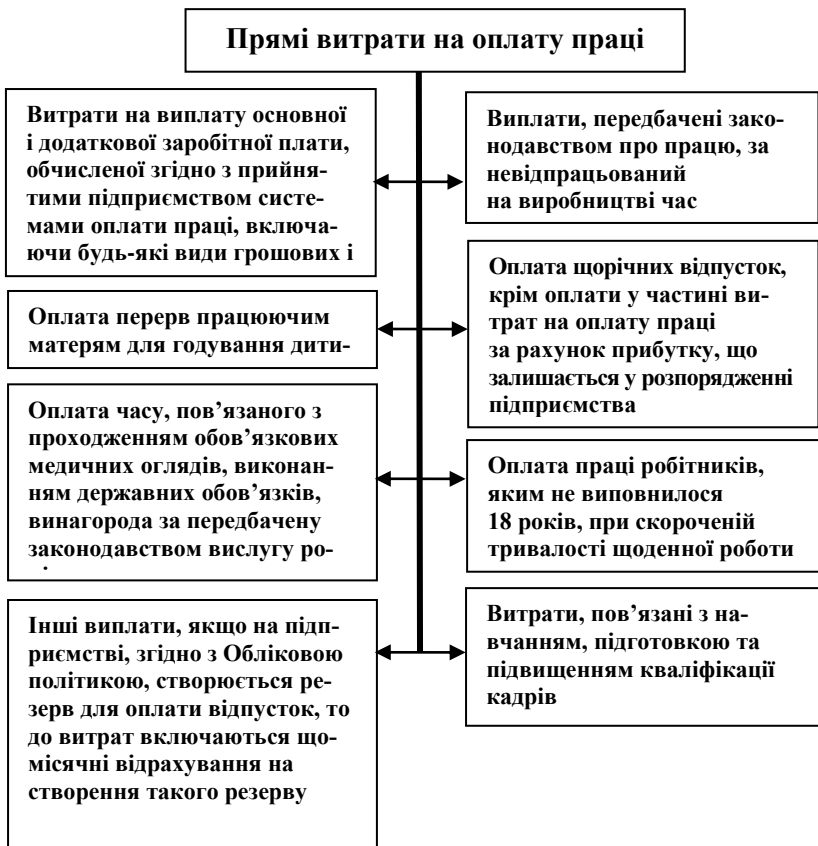 Прямі витрати на оплату праці
Витрати на виплату основної
і додаткової заробітної плати,
обчисленої згідно з прийня-
тими підприємством систе-
мами оплати праці, включа-
ючи будь-які види грошових і
Виплати, передбачені зако-
нодавством про працю, за
невідпрацьований
на виробництві час
Оплата перерв працюючим
матерям для годування дити-
Оплата щорічних відпусток,
крім оплати у частині ви-
трат на оплату праці
за рахунок прибутку, що
залишається у розпорядженні
підприємства
Оплата часу, пов’язаного з
проходженням обов’язкових
медичних оглядів, виконан-
ням державних обов’язків,
винагорода за передбачену
законодавством вислугу ро-
Оплата праці робітників,
яким не виповнилося
18 років, при скороченій
тривалості щоденної роботи
Інші виплати, якщо на підп-
риємстві, згідно з Обліковою
політикою, створюється ре-
зерв для оплати відпусток, то
до витрат включаються що-
місячні відрахування на
створення такого резерву
Витрати, пов’язані з на-
вчанням, підготовкою та
підвищенням кваліфікації
кадрів